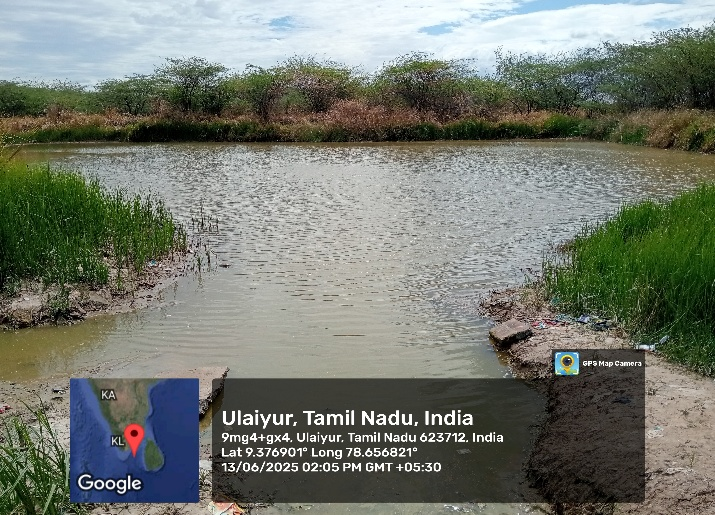 GPS Map Camera
KA
KL
Google
Ulaiyur, Tamil Nadu, India
9mg4+gx4, Ulaiyur, Tamil Nadu 623712, India
Lat 9.376901° Long 78.656821°
13/06/2025 02:05 PM GMT +05:30